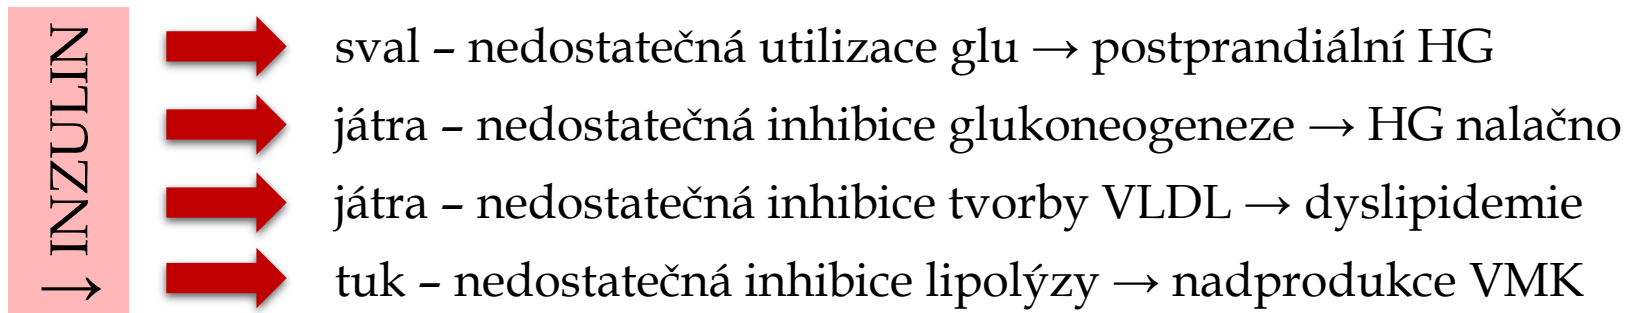 ↓ INZULIN
sval – nedostatečná utilizace glu → postprandiální HG
játra – nedostatečná inhibice glukoneogeneze → HG nalačno
játra – nedostatečná inhibice tvorby VLDL → dyslipidemie
tuk – nedostatečná inhibice lipolýzy → nadprodukce VMK